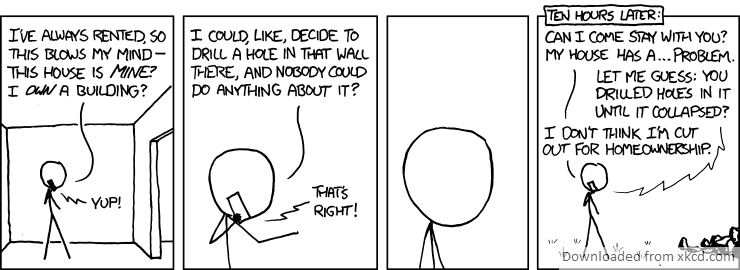 I'VE ALWAYS RENTED, SO
THIS BLOWS MY MIND—
THIS HOUSE IS MINE?
I OWN A BUILDING?
YUP!
I COULD, LIKE, DECIDE TO
DRILL A HOLE IN THAT WALL
THERE, AND NOBODY COULD
DO ANYTHING ABOUT IT?
THAT'S
RIGHT!
TEN HOURS LATER:
CAN I COME STAY WITH YOU?
MY HOUSE HAS A... PROBLEM.
LET ME GUESS: YOU
DRILLED HOLES IN IT
UNTIL IT COLLAPSED?
I DON'T THINK I'M CUT
OUT FOR HOMEOWNERSHIP.
Downloaded from xkcd.com